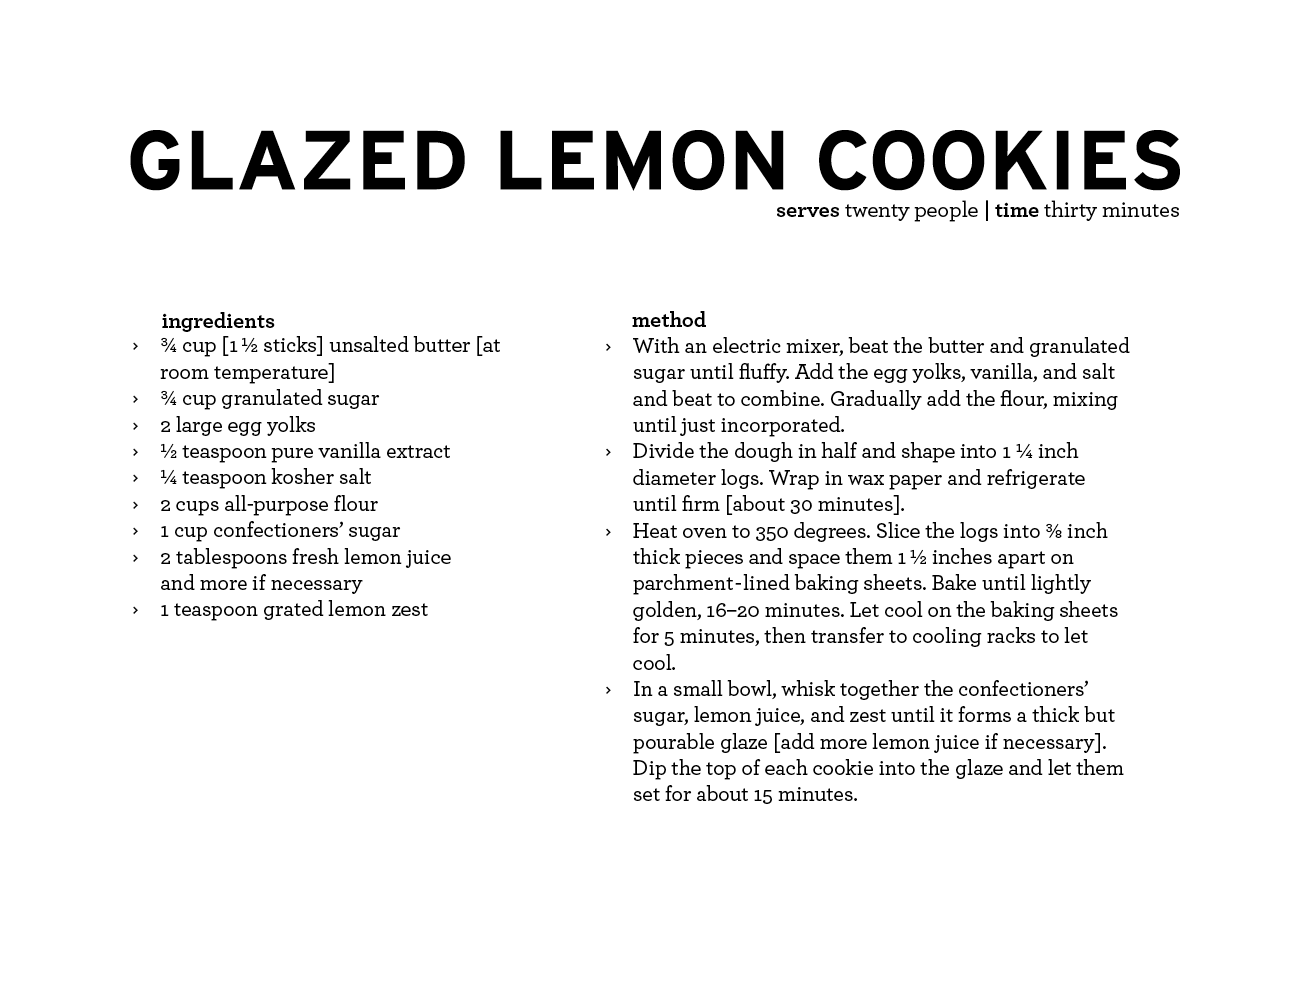 GLAZED LEMON COOKIES
serves twenty people | time thirty minutes
ingredients
› ¾ cup [1 ½ sticks] unsalted butter [at
room temperature]
› ¾ cup granulated sugar
› 2 large egg yolks
› ½ teaspoon pure vanilla extract
› ¼ teaspoon kosher salt
› 2 cups all-purpose flour
› 1 cup confectioners’ sugar
› 2 tablespoons fresh lemon juice
and more if necessary
› 1 teaspoon grated lemon zest
method
› With an electric mixer, beat the butter and granulated
sugar until fluffy. Add the egg yolks, vanilla, and salt
and beat to combine. Gradually add the flour, mixing
until just incorporated.
› Divide the dough in half and shape into 1 ¼ inch
diameter logs. Wrap in wax paper and refrigerate
until firm [about 30 minutes].
› Heat oven to 350 degrees. Slice the logs into ⅜ inch
thick pieces and space them 1 ½ inches apart on
parchment-lined baking sheets. Bake until lightly
golden, 16–20 minutes. Let cool on the baking sheets
for 5 minutes, then transfer to cooling racks to let
cool.
› In a small bowl, whisk together the confectioners’
sugar, lemon juice, and zest until it forms a thick but
pourable glaze [add more lemon juice if necessary].
Dip the top of each cookie into the glaze and let them
set for about 15 minutes.